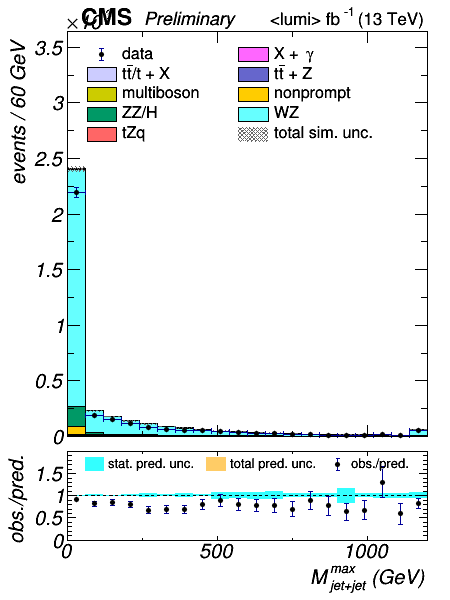 CMS Preliminary <lumi> fb⁻¹ (13 TeV)
events / 60 GeV
3.5
3
2.5
2
1.5
1
0.5
0
data
X + γ
tt̄/t + X
tt̄ + Z
multiboson
nonprompt
ZZ/H
WZ
tZq
total sim. unc.
obs./pred.
1.5
1
0.5
0
stat. pred. unc.
total pred. unc.
obs./pred.
0 500 1000
M^max_jet+jet (GeV)